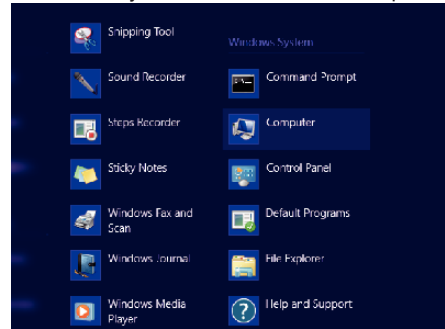 Snipping Tool
Sound Recorder
Steps Recorder
Sticky Notes
Windows Fax and
Scan
Windows Journal
Windows Media
Player
Windows System
Command Prompt
Computer
Control Panel
Default Programs
File Explorer
Help and Support